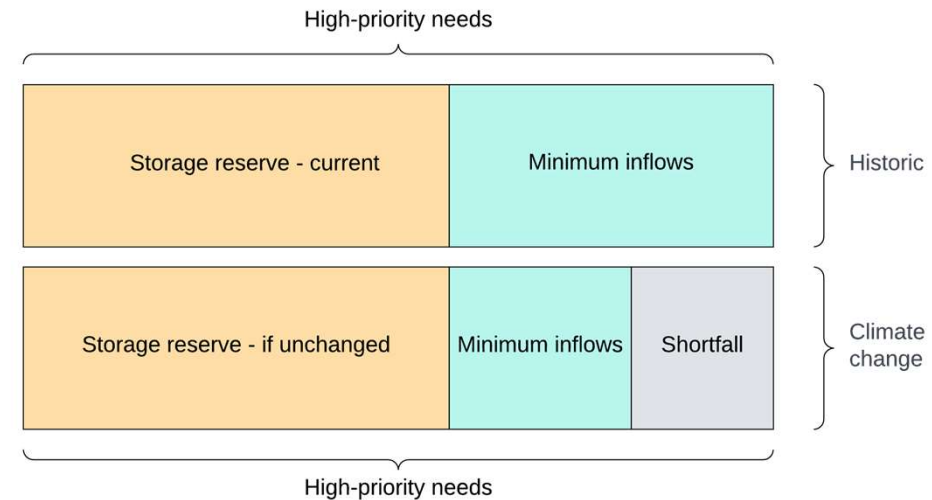 High-priority needs
Storage reserve - current
Minimum inflows
Historic
Storage reserve - if unchanged
Minimum inflows
Shortfall
Climate
change
High-priority needs